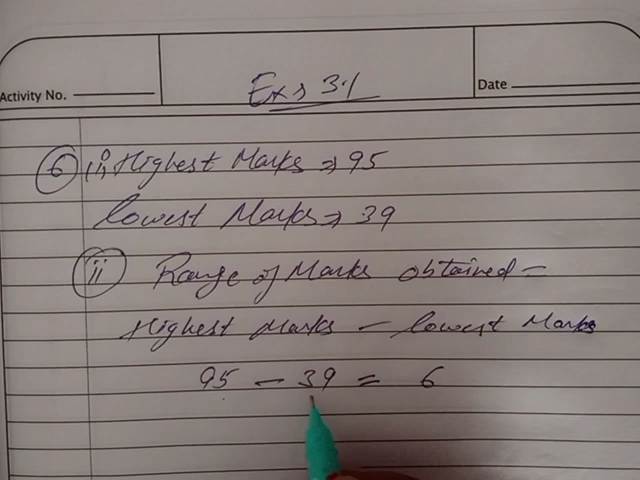 Activity No.
Exs 3.1
Date
6 (i) Highest Marks ⇒ 95
lowest Marks ⇒ 39
ii Range of Marks obtained =
Highest Marks - lowest Marks
95 - 39 = 6